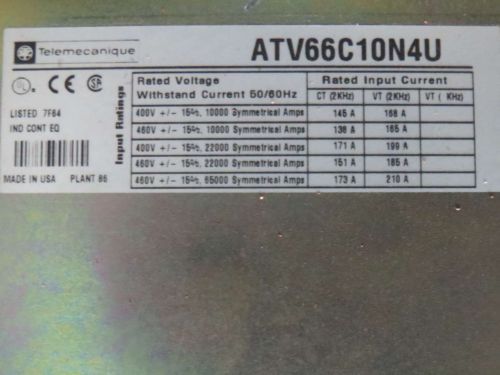 Telemecanique
ATV66C10N4U
UL CE SA
LISTED 7F64
IND CONT EQ
MADE IN USA PLANT 86
Input Ratings
Rated Voltage
Withstand Current 50/60Hz
Rated Input Current
CT (2KHz) VT (2KHz) VT ( KHz)
400V +/- 15%, 10000 Symmetrical Amps 145 A 168 A
460V +/- 15%, 10000 Symmetrical Amps 138 A 165 A
400V +/- 15%, 22000 Symmetrical Amps 171 A 199 A
460V +/- 15%, 22000 Symmetrical Amps 151 A 185 A
460V +/- 15%, 65000 Symmetrical Amps 173 A 210 A